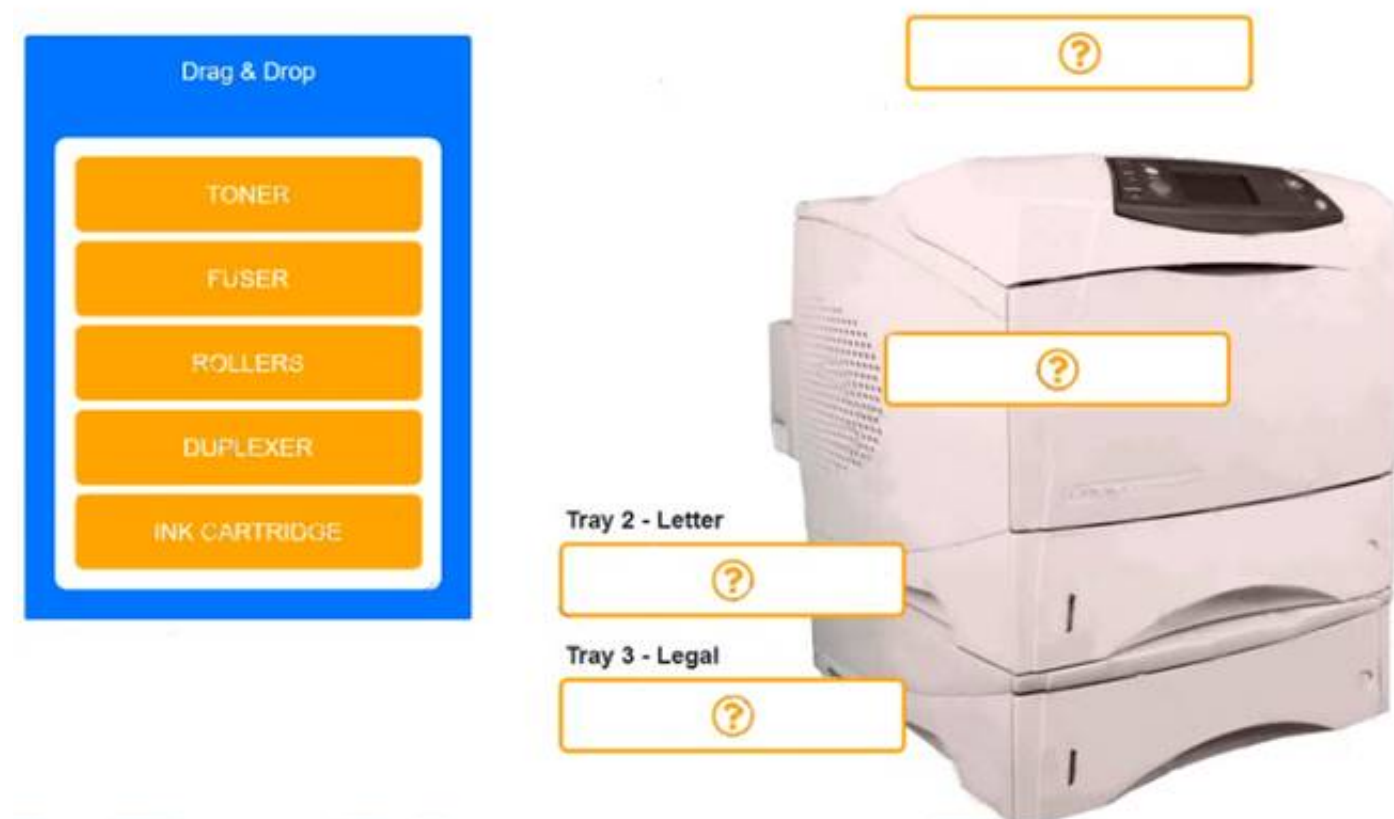 Drag & Drop
TONER
FUSER
ROLLERS
DUPLEXER
INK CARTRIDGE
?
?
Tray 2 - Letter
?
Tray 3 - Legal
?